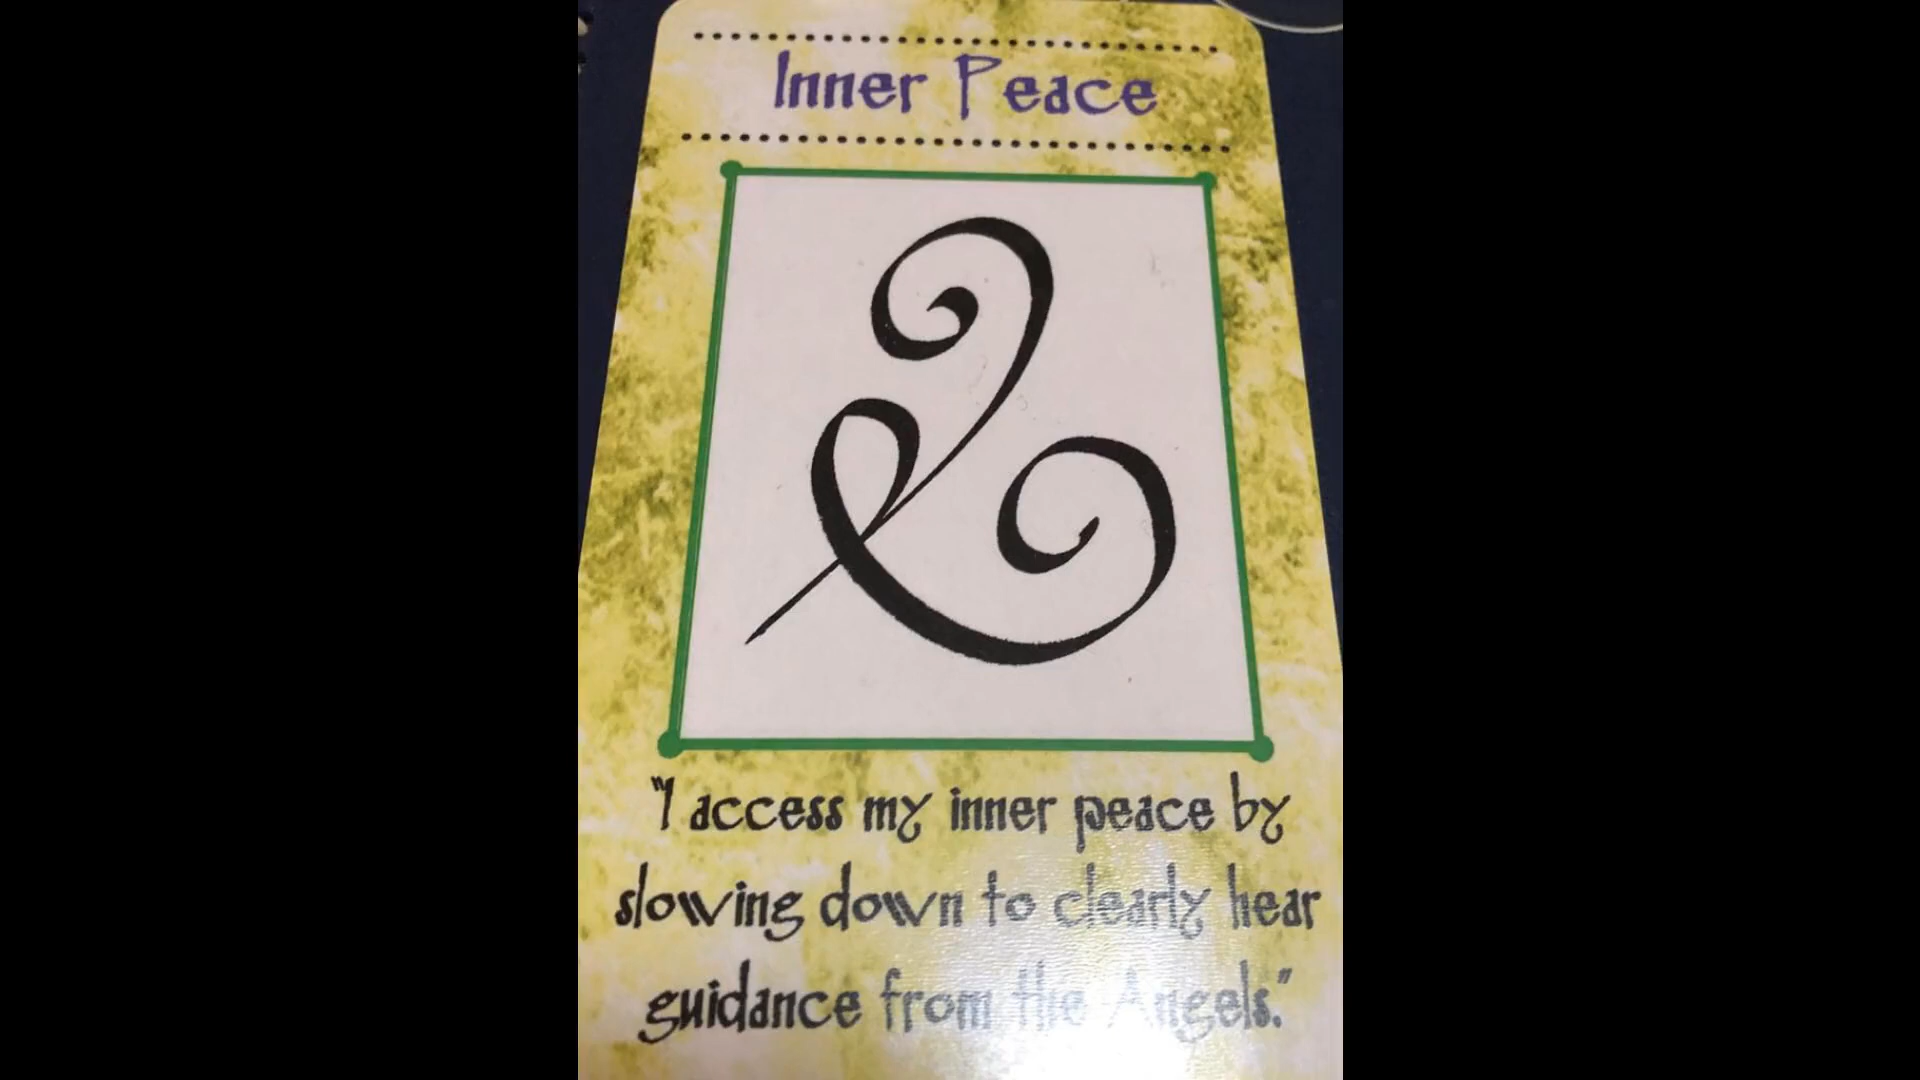 Inner Peace
"I access my inner peace by
slowing down to clearly hear
guidance from the Angels."